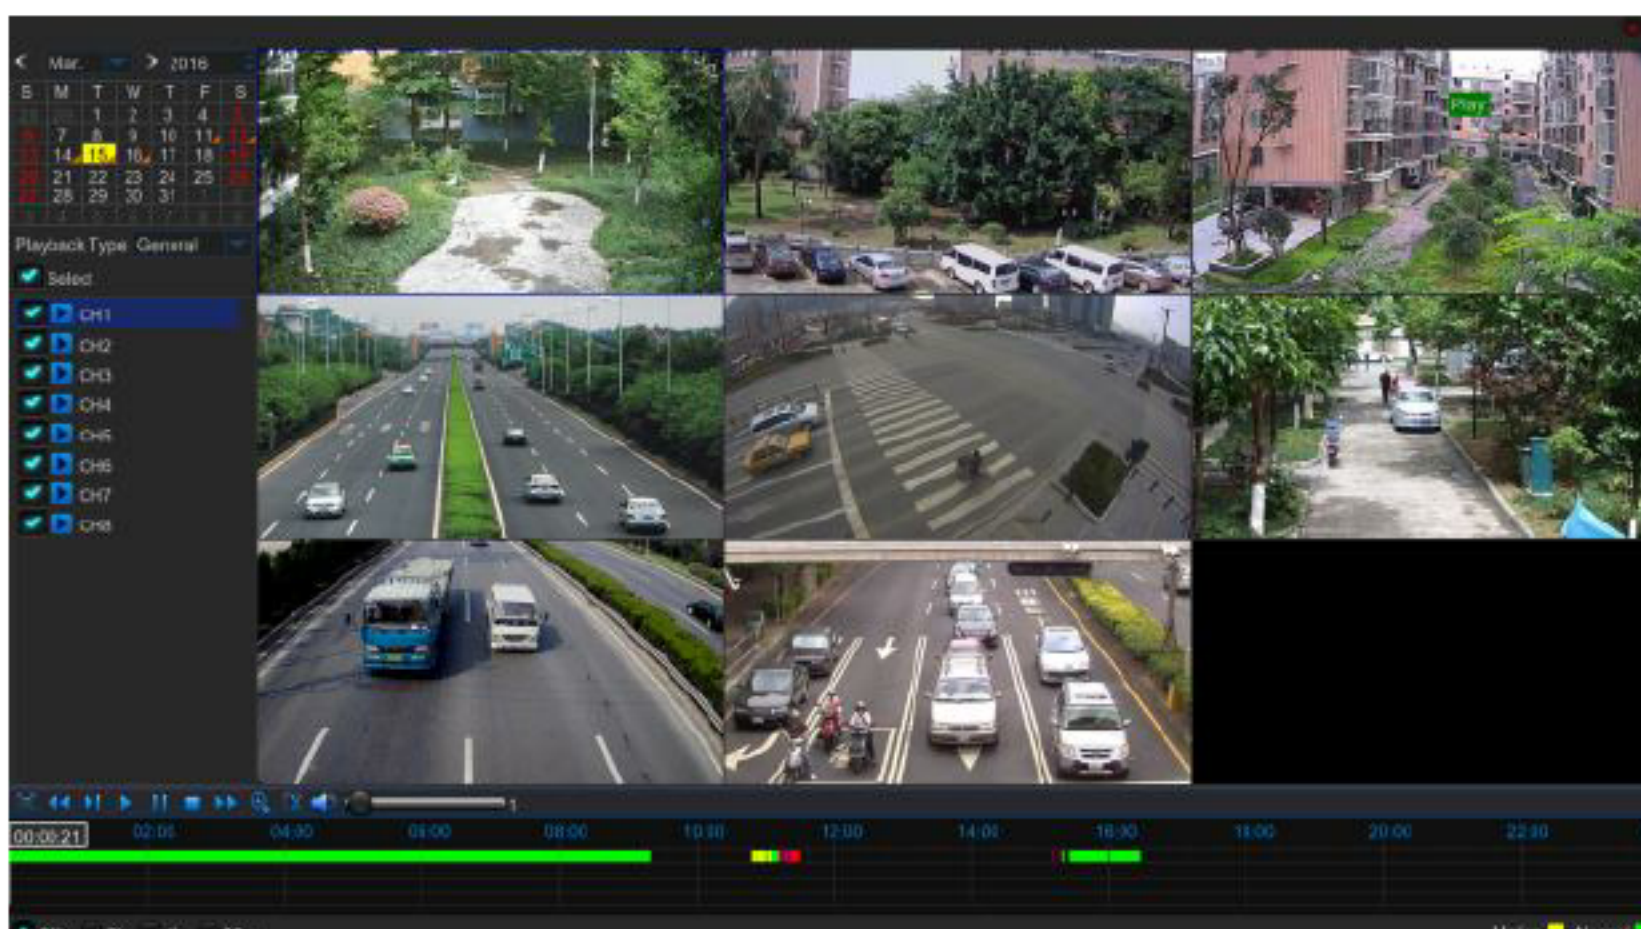 < Mar. > 2016
S M T W T F S
1 2 3 4
7 8 9 10 11
14 15 16 17 18
21 22 23 24 25
28 29 30 31
Playback Type General
Select
CH1
CH2
CH3
CH4
CH5
CH6
CH7
CH8
Play
1
00:00:21 02:00 04:00 06:00 08:00 10:00 12:00 14:00 16:00 18:00 20:00 22:00